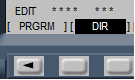 EDIT **** ***
[ PRGRM ] [ DIR ]